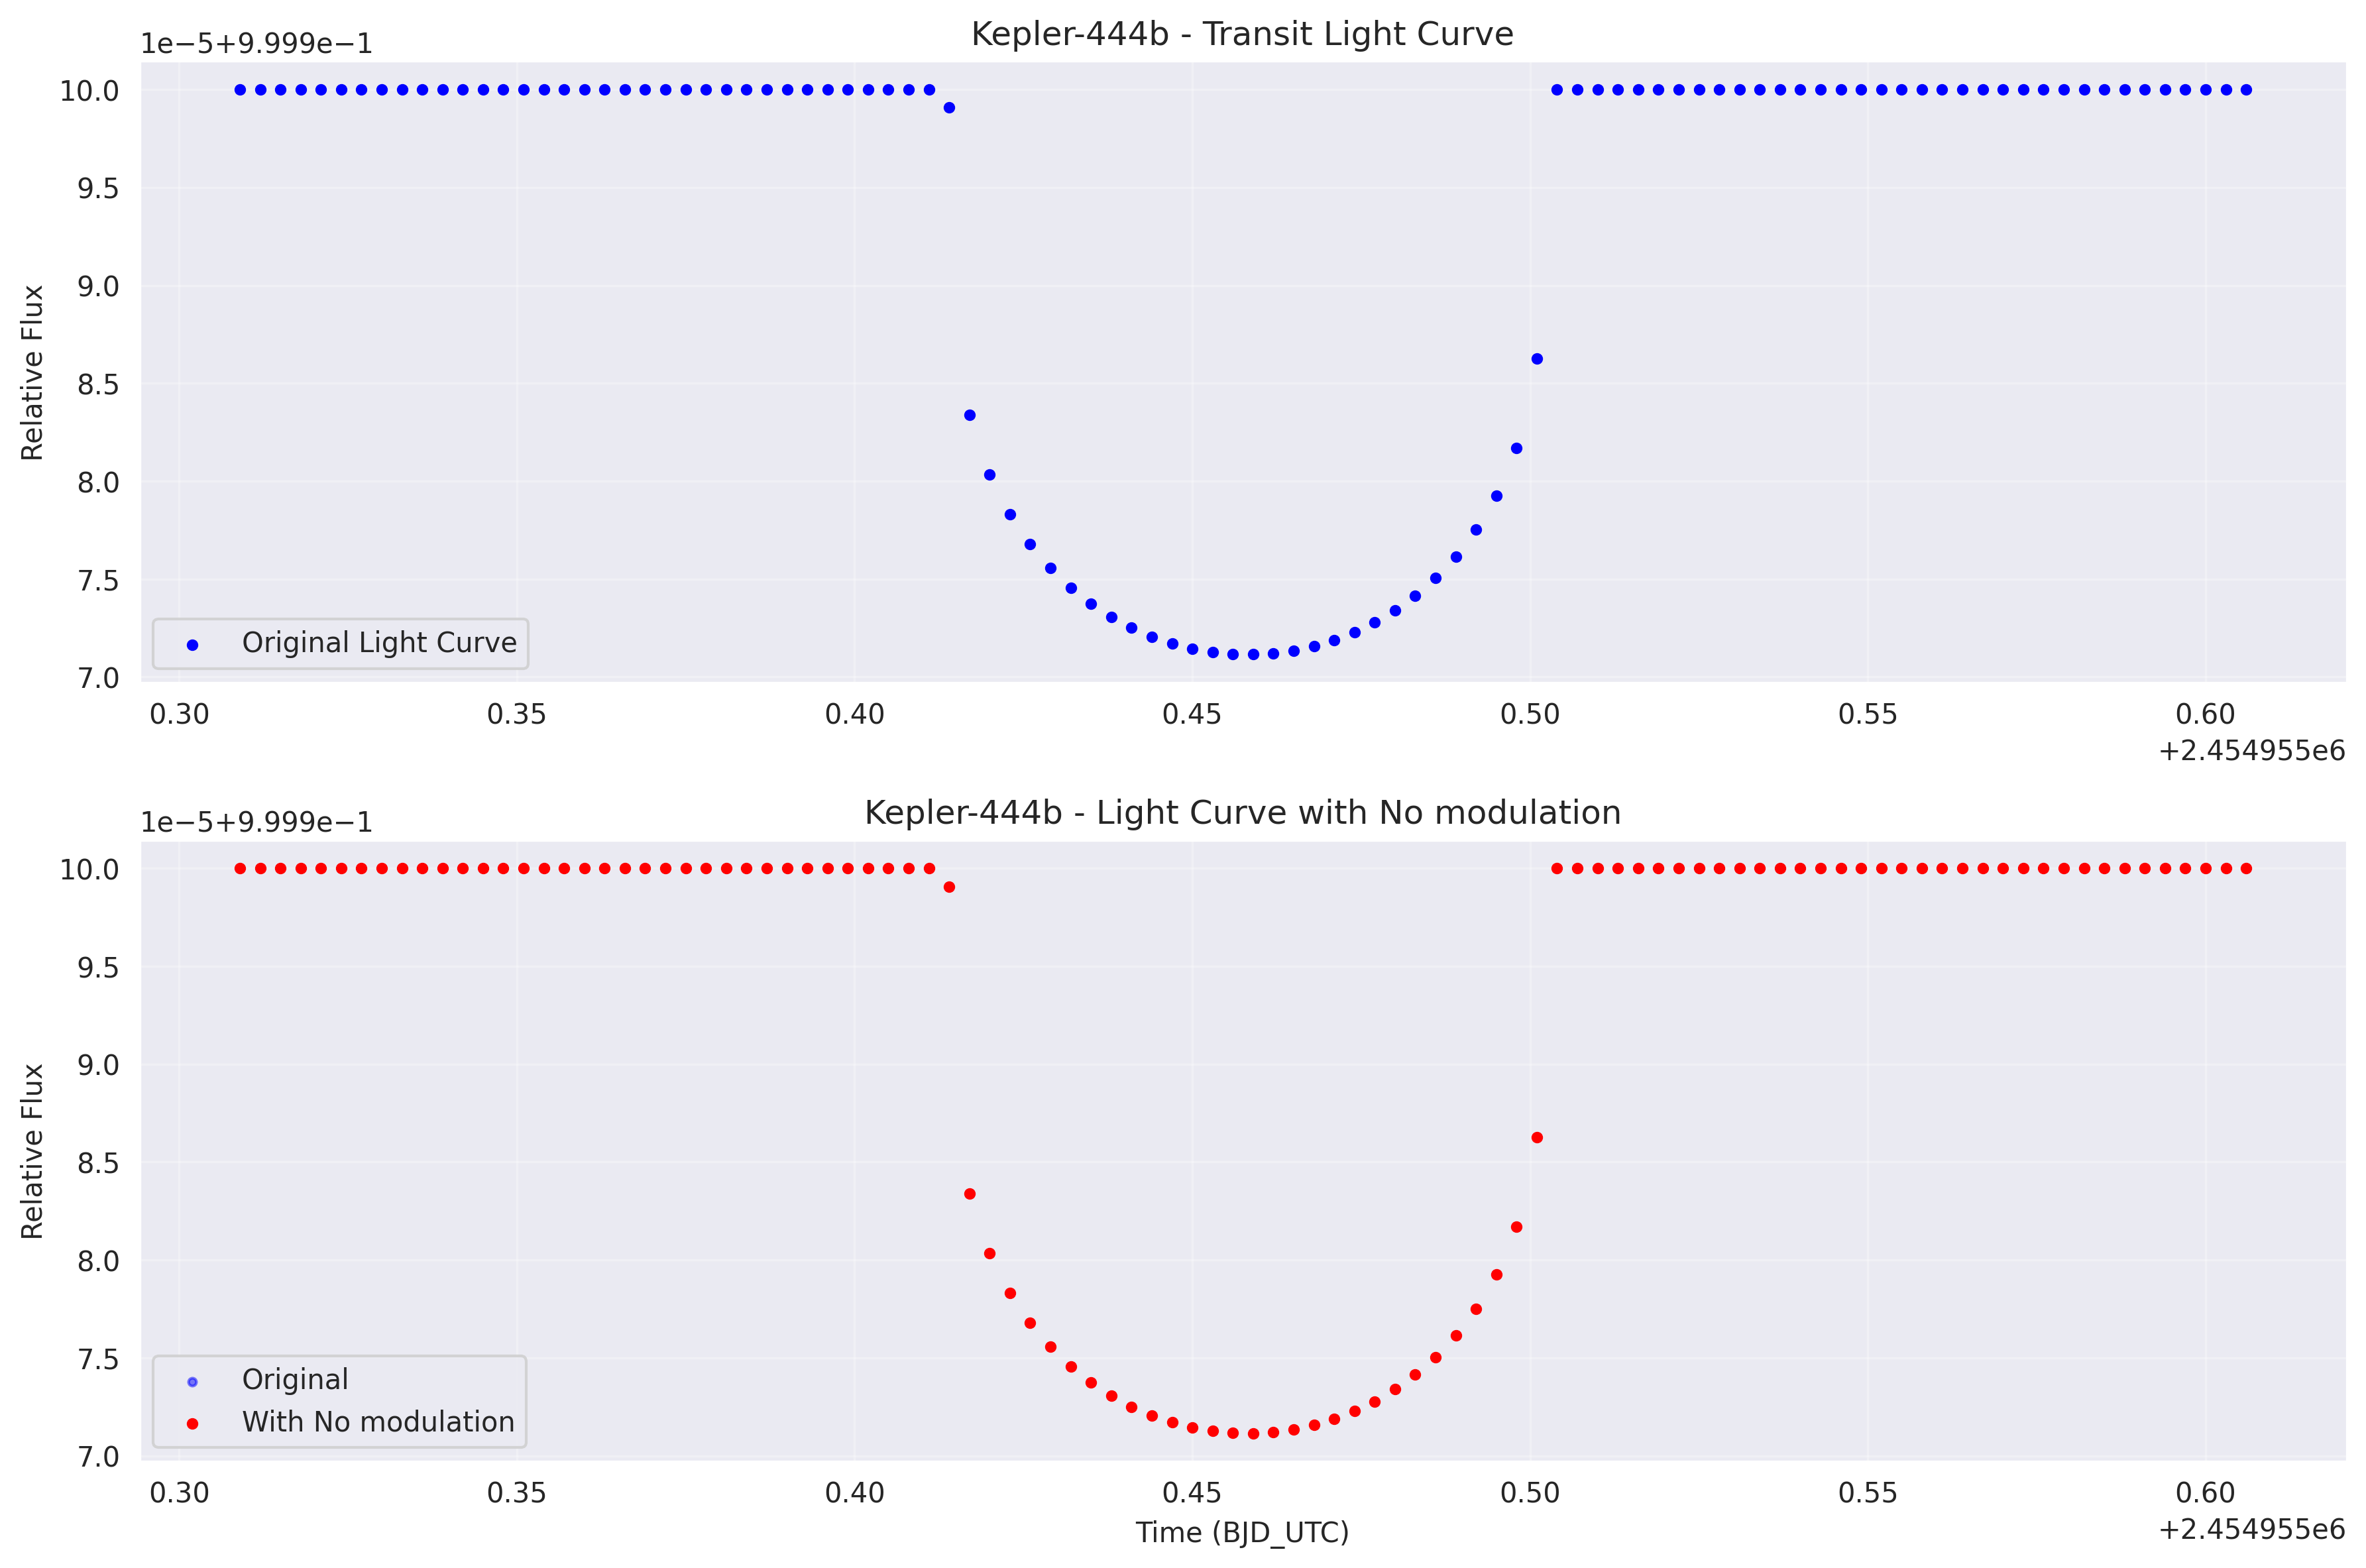 Kepler-444b - Transit Light Curve
1e−5+9.999e−1
10.0
9.5
9.0
8.5
8.0
7.5
7.0
Relative Flux
Original Light Curve
0.30 0.35 0.40 0.45 0.50 0.55 0.60
+2.454955e6
Kepler-444b - Light Curve with No modulation
1e−5+9.999e−1
10.0
9.5
9.0
8.5
8.0
7.5
7.0
Relative Flux
Original
With No modulation
0.30 0.35 0.40 0.45 0.50 0.55 0.60
Time (BJD_UTC)
+2.454955e6